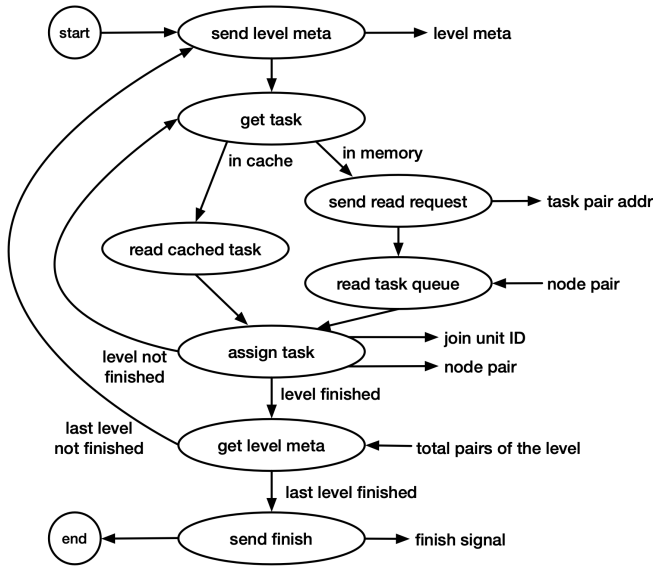 start
send level meta
level meta
get task
in cache
in memory
send read request
task pair addr
read cached task
read task queue
node pair
level not
finished
assign task
join unit ID
node pair
level finished
last level
not finished
get level meta
total pairs of the level
last level finished
end
send finish
finish signal